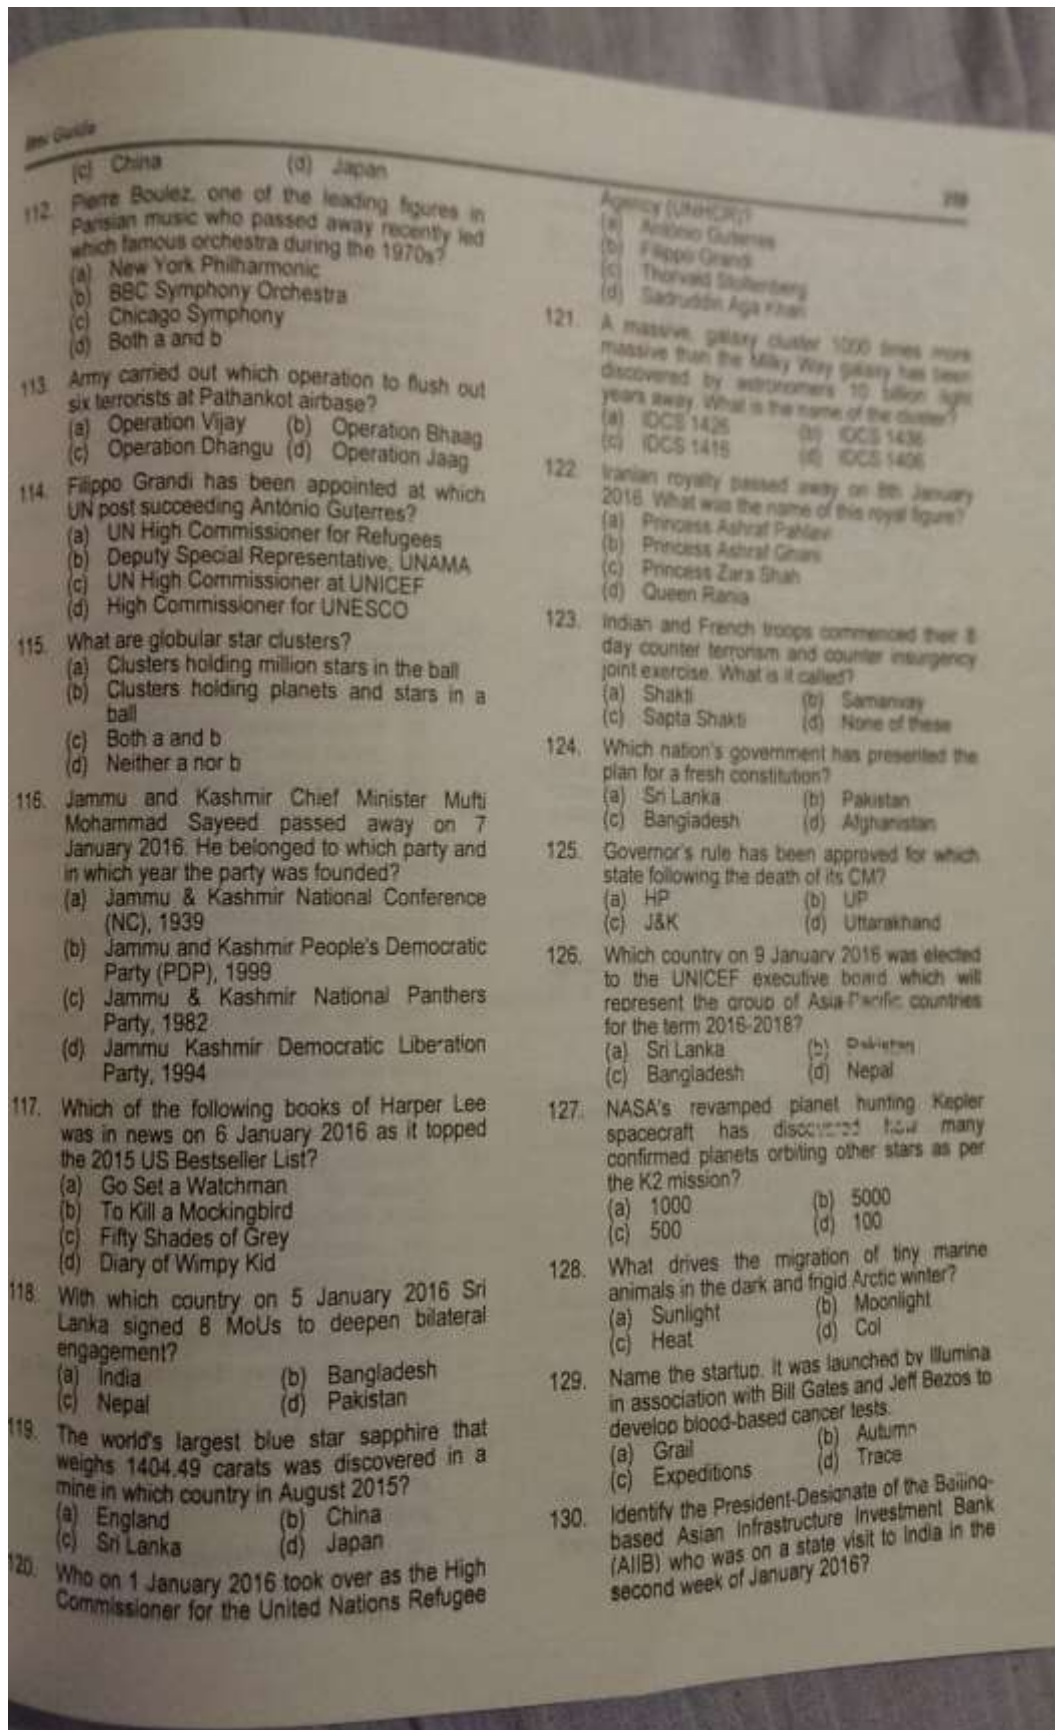 Guide
(c) China (d) Japan
112. Pierre Boulez, one of the leading figures in
Parisian music who passed away recently led
which famous orchestra during the 1970s?
(a) New York Philharmonic
(b) BBC Symphony Orchestra
(c) Chicago Symphony
(d) Both a and b
113. Army carried out which operation to flush out
six terrorists at Pathankot airbase?
(a) Operation Vijay (b) Operation Bhaag
(c) Operation Dhangu (d) Operation Jaag
114. Filippo Grandi has been appointed at which
UN post succeeding António Guterres?
(a) UN High Commissioner for Refugees
(b) Deputy Special Representative, UNAMA
(c) UN High Commissioner at UNICEF
(d) High Commissioner for UNESCO
115. What are globular star clusters?
(a) Clusters holding million stars in the ball
(b) Clusters holding planets and stars in a
ball
(c) Both a and b
(d) Neither a nor b
116. Jammu and Kashmir Chief Minister Mufti
Mohammad Sayeed passed away on 7
January 2016. He belonged to which party and
in which year the party was founded?
(a) Jammu & Kashmir National Conference
(NC), 1939
(b) Jammu and Kashmir People's Democratic
Party (PDP), 1999
(c) Jammu & Kashmir National Panthers
Party, 1982
(d) Jammu Kashmir Democratic Liberation
Party, 1994
117. Which of the following books of Harper Lee
was in news on 6 January 2016 as it topped
the 2015 US Bestseller List?
(a) Go Set a Watchman
(b) To Kill a Mockingbird
(c) Fifty Shades of Grey
(d) Diary of Wimpy Kid
118. With which country on 5 January 2016 Sri
Lanka signed 8 MoUs to deepen bilateral
engagement?
(a) India (b) Bangladesh
(c) Nepal (d) Pakistan
119. The world's largest blue star sapphire that
weighs 1404.49 carats was discovered in a
mine in which country in August 2015?
(a) England (b) China
(c) Sri Lanka (d) Japan
120. Who on 1 January 2016 took over as the High
Commissioner for the United Nations Refugee
Agency (UNHCR)?
(a) António Guterres
(b) Filippo Grandi
(c) Thorvald Stoltenberg
(d) Sadruddin Aga Khan
121. A massive, galaxy cluster 1000 times more
massive than the Milky Way galaxy has been
discovered by astronomers 10 billion light
years away. What is the name of the cluster?
(a) IDCS 1426 (b) IDCS 1436
(c) IDCS 1416 (d) IDCS 1406
122. Iranian royalty passed away on 8th January
2016. What was the name of this royal figure?
(a) Princess Ashraf Pahlavi
(b) Princess Ashraf Ghani
(c) Princess Zara Shah
(d) Queen Rania
123. Indian and French troops commenced their 8
day counter terrorism and counter insurgency
joint exercise. What is it called?
(a) Shakti (b) Samanvay
(c) Sapta Shakti (d) None of these
124. Which nation's government has presented the
plan for a fresh constitution?
(a) Sri Lanka (b) Pakistan
(c) Bangladesh (d) Afghanistan
125. Governor's rule has been approved for which
state following the death of its CM?
(a) HP (b) UP
(c) J&K (d) Uttarakhand
126. Which country on 9 January 2016 was elected
to the UNICEF executive board which will
represent the group of Asia-Pacific countries
for the term 2016-2018?
(a) Sri Lanka (b) Pakistan
(c) Bangladesh (d) Nepal
127. NASA's revamped planet hunting Kepler
spacecraft has discovered how many
confirmed planets orbiting other stars as per
the K2 mission?
(a) 1000 (b) 5000
(c) 500 (d) 100
128. What drives the migration of tiny marine
animals in the dark and frigid Arctic winter?
(a) Sunlight (b) Moonlight
(c) Heat (d) Col
129. Name the startup. It was launched by Illumina
in association with Bill Gates and Jeff Bezos to
develop blood-based cancer tests.
(a) Grail (b) Autumn
(c) Expeditions (d) Trace
130. Identify the President-Designate of the Beijing-
based Asian Infrastructure Investment Bank
(AIIB) who was on a state visit to India in the
second week of January 2016?